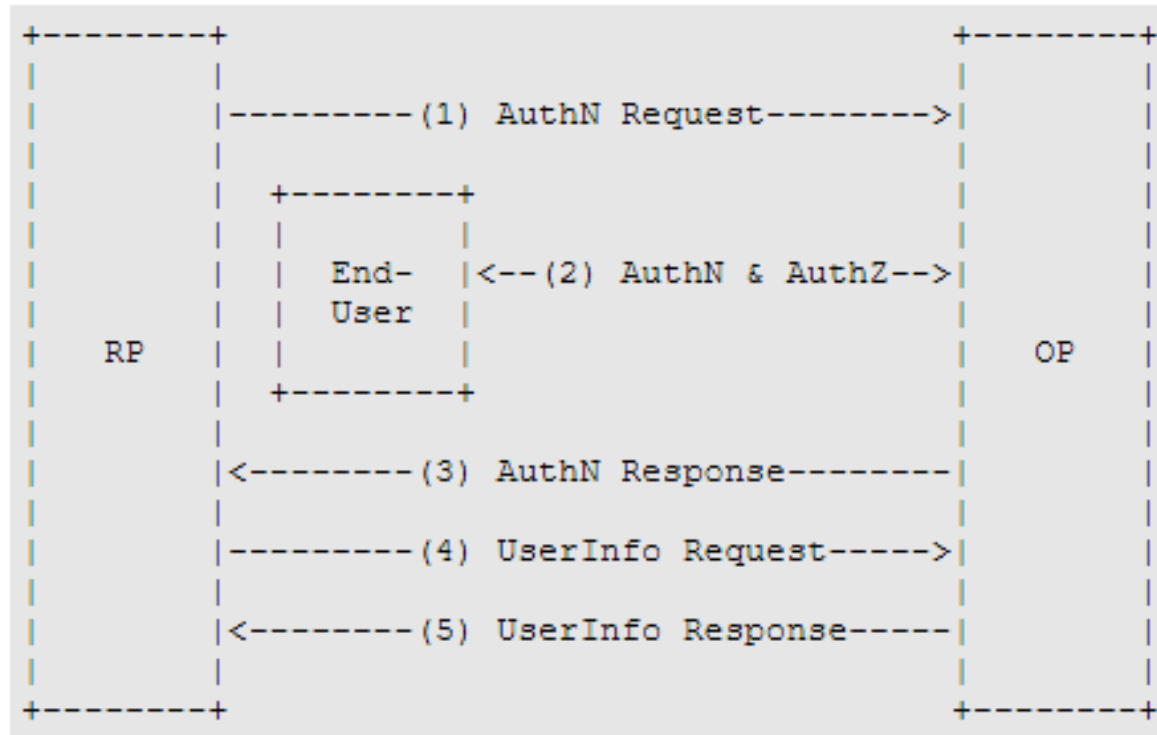 (1) AuthN Request
End-
(2) AuthN & AuthZ
User
RP
OP
(3) AuthN Response
(4) UserInfo Request
(5) UserInfo Response